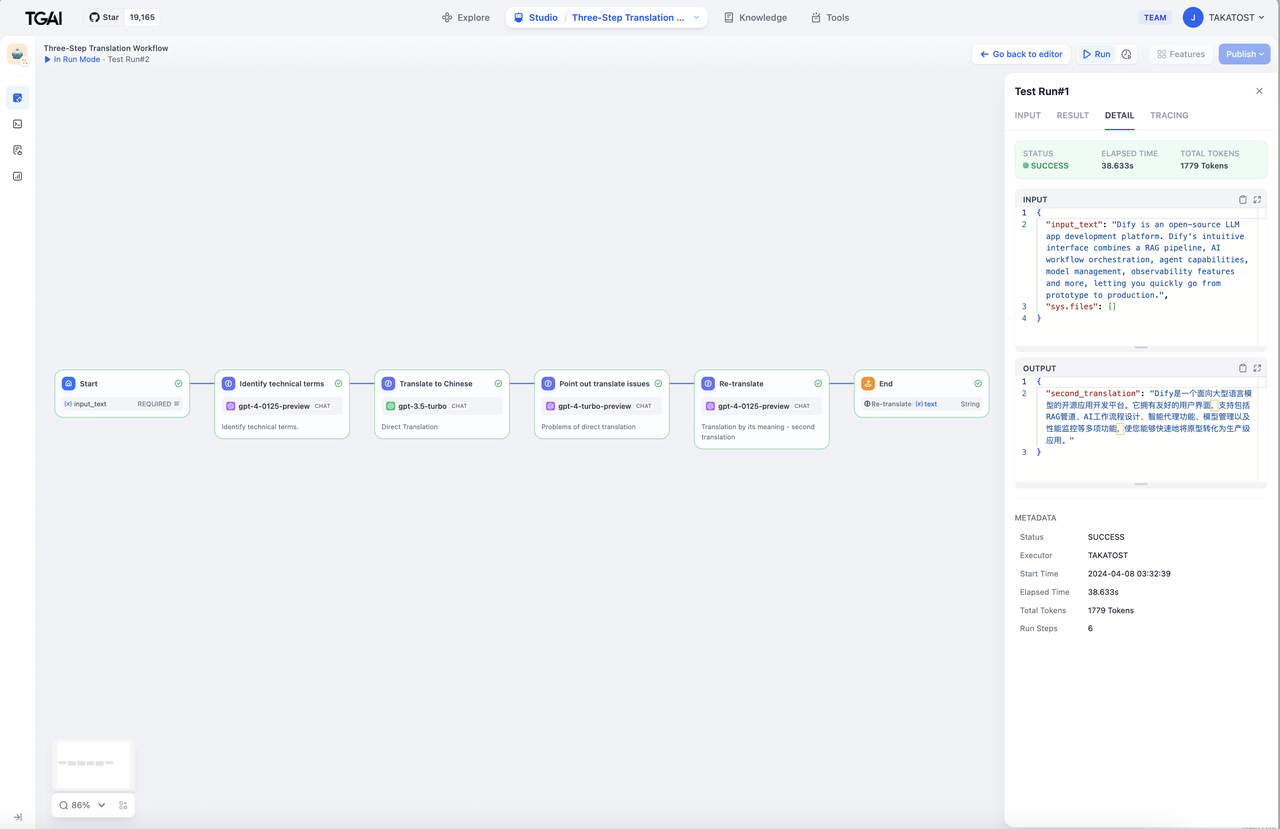 TGAI
Star 19,165
Explore
Studio / Three-Step Translation ...
Knowledge
Tools
TEAM
J TAKATOST
Three-Step Translation Workflow
In Run Mode · Test Run#2
Go back to editor
Run
Features
Publish
Start
{x} input_text REQUIRED
Identify technical terms
gpt-4-0125-preview CHAT
Identify technical terms.
Translate to Chinese
gpt-3.5-turbo CHAT
Direct Translation
Point out translate issues
gpt-4-turbo-preview CHAT
Problems of direct translation
Re-translate
gpt-4-0125-preview CHAT
Translation by its meaning - second
translation
End
Re-translate {x} text String
86%
Test Run#1
INPUT RESULT DETAIL TRACING
STATUS ELAPSED TIME TOTAL TOKENS
SUCCESS 38.633s 1779 Tokens
INPUT
1 {
2 "input_text": "Dify is an open-source LLM
app development platform. Dify's intuitive
interface combines a RAG pipeline, AI
workflow orchestration, agent capabilities,
model management, observability features
and more, letting you quickly go from
prototype to production.",
3 "sys.files": []
4 }
OUTPUT
1 {
2 "second_translation": "Dify是一个面向大型语言模
型的开源应用开发平台。它拥有友好的用户界面，支持包括
RAG管道、AI工作流程设计、智能代理功能、模型管理以及
性能监控等多项功能，使您能够快速地将原型转化为生产级
应用。"
3 }
METADATA
Status SUCCESS
Executor TAKATOST
Start Time 2024-04-08 03:32:39
Elapsed Time 38.633s
Total Tokens 1779 Tokens
Run Steps 6